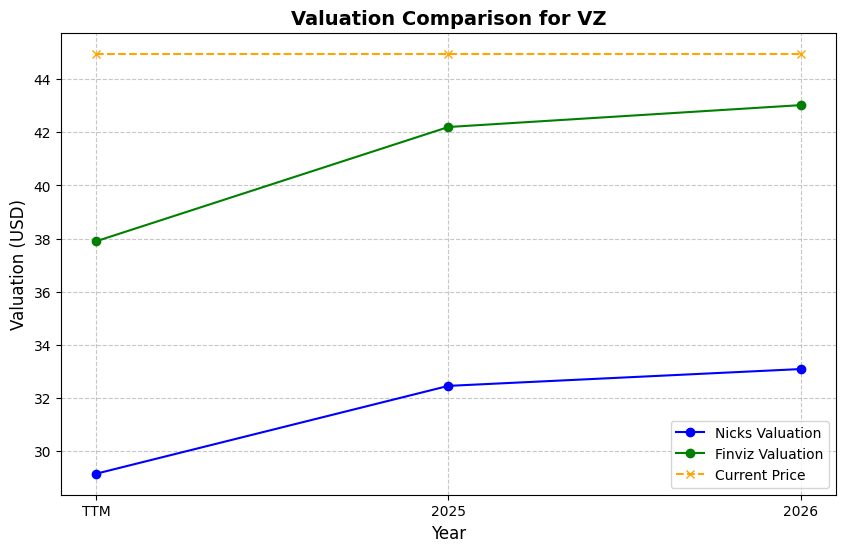 Valuation Comparison for VZ
Valuation (USD)
44
42
40
38
36
34
32
30
TTM
2025
2026
Year
Nicks Valuation
Finviz Valuation
Current Price